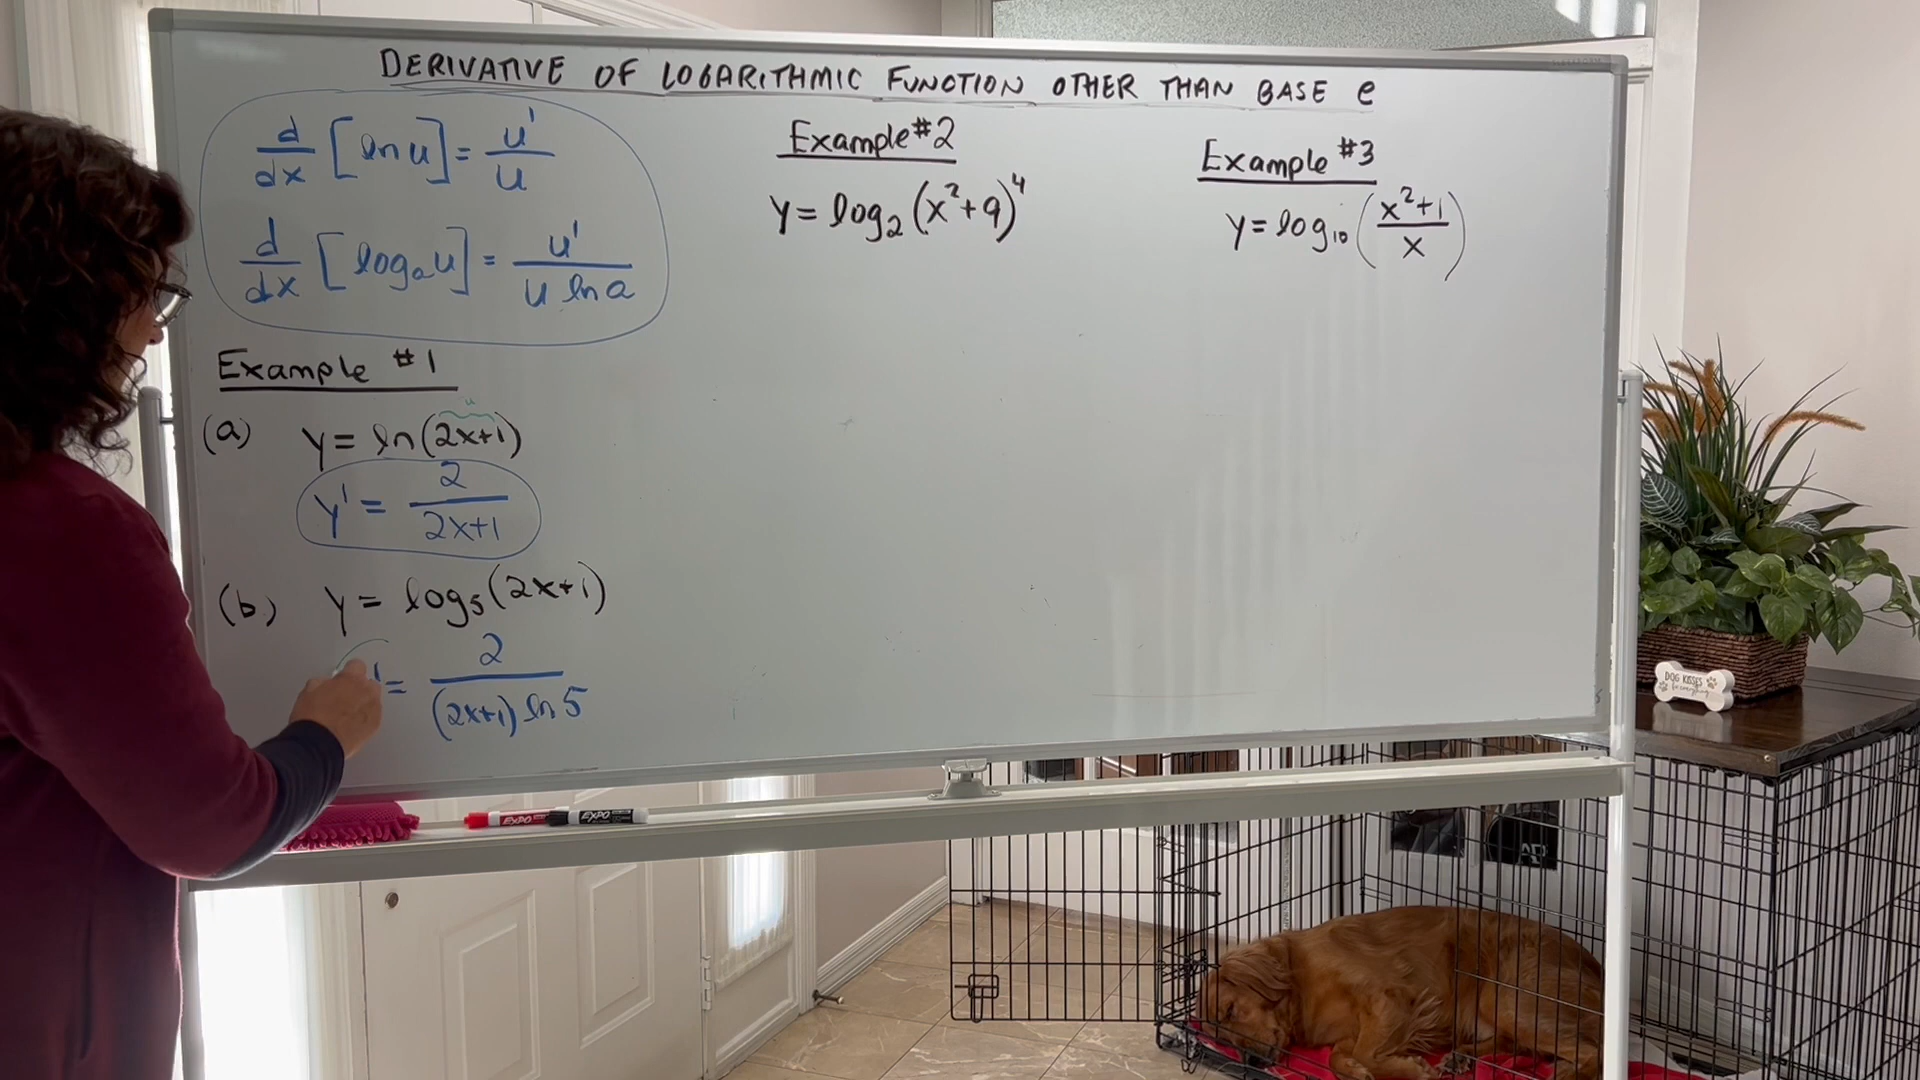 DERIVATIVE OF LOGARITHMIC FUNCTION OTHER THAN BASE e
d/dx [ln u] = u'/u
d/dx [log_a u] = u'/(u ln a)
Example #1
(a) y = ln(2x+1)
u
y' = 2/(2x+1)
(b) y = log₅(2x+1)
' = 2/((2x+1) ln 5)
Example #2
y = log₂(x²+9)⁴
Example #3
y = log₁₀((x²+1)/x)
EXPO
EXPO
DOG KISSES